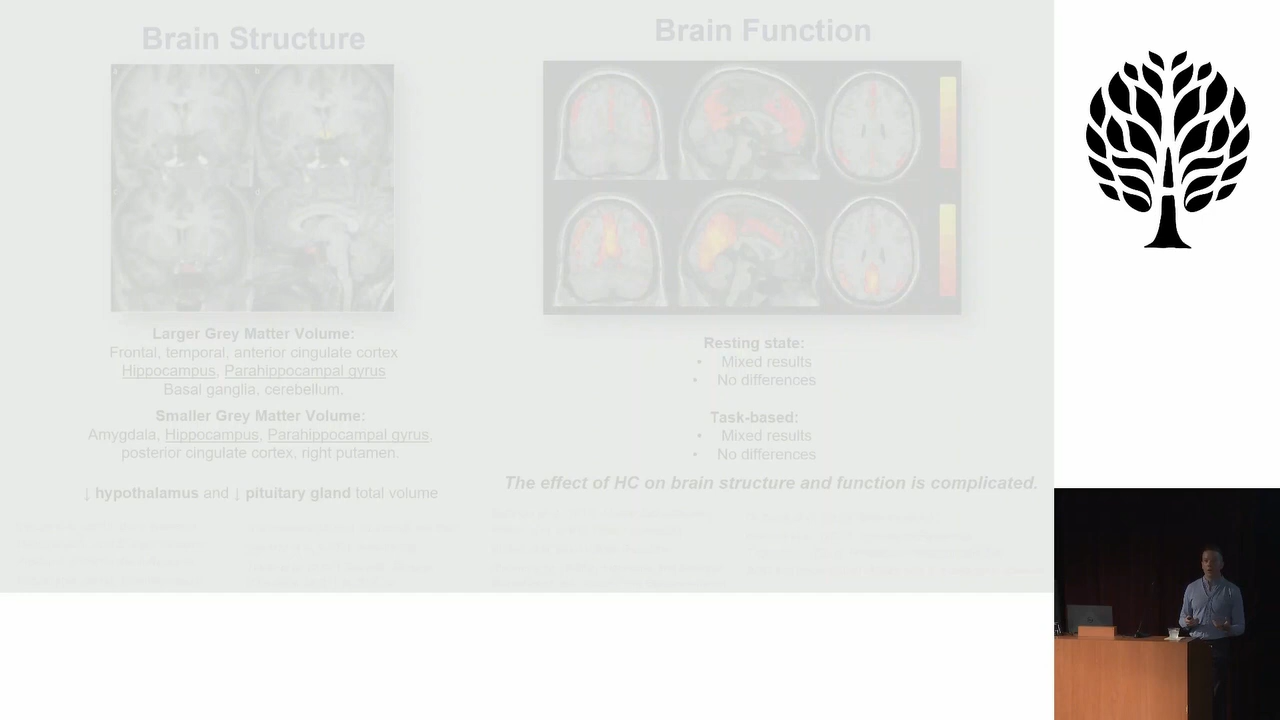 Brain Structure
Larger Grey Matter Volume:
Frontal, temporal, anterior cingulate cortex
Hippocampus, Parahippocampal gyrus
Basal ganglia, cerebellum,
Smaller Grey Matter Volume:
Amygdala, Hippocampus, Parahippocampal gyrus,
posterior cingulate cortex, right putamen.
↓ hypothalamus and ↓ pituitary gland total volume
Brain Function
Resting state:
• Mixed results
• No differences
Task-based:
• Mixed results
• No differences
The effect of HC on brain structure and function is complicated.